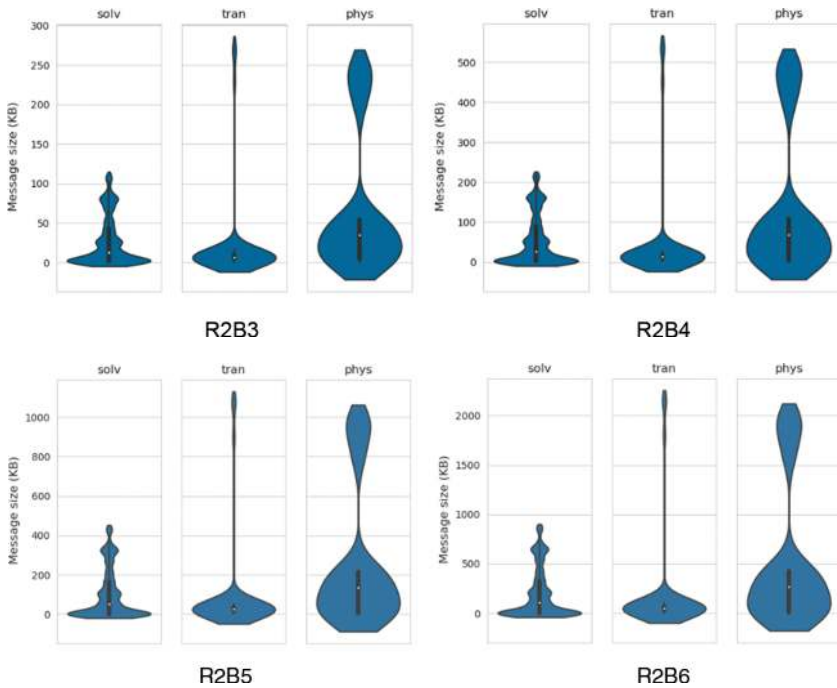 solv tran phys
Message size (KB)
300
250
200
150
100
50
0
R2B3
solv tran phys
Message size (KB)
500
400
300
200
100
0
R2B4
solv tran phys
Message size (KB)
1000
800
600
400
200
0
R2B5
solv tran phys
Message size (KB)
2000
1500
1000
500
0
R2B6